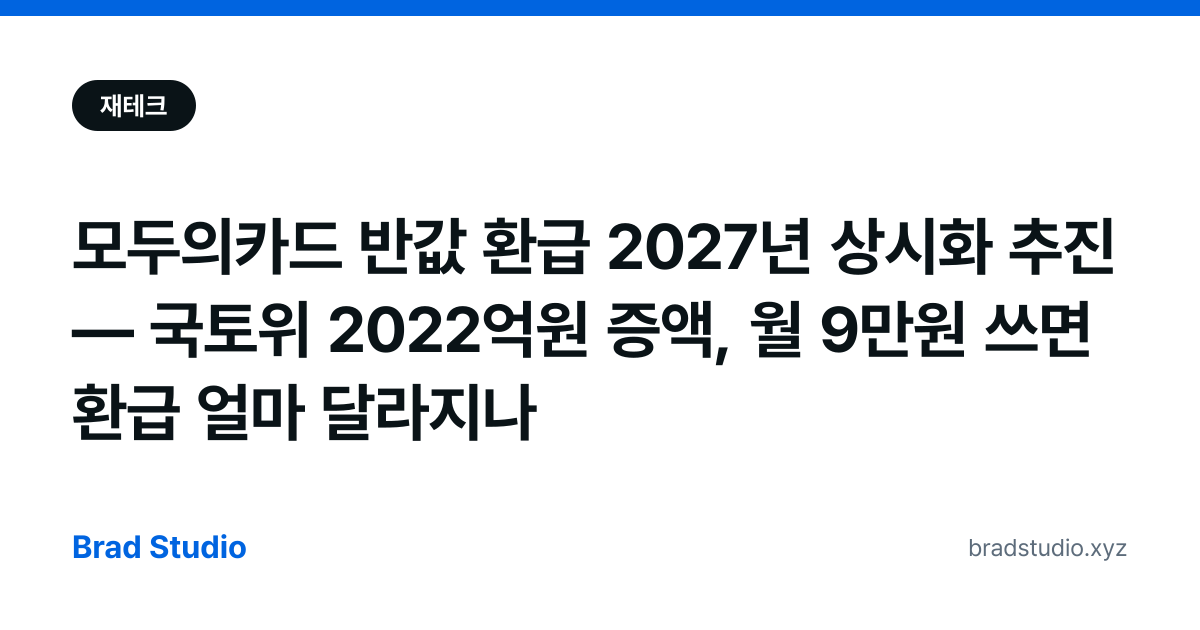 재테크
모두의카드 반값 환급 2027년 상시화 추진
— 국토위 2022억원 증액, 월 9만원 쓰면
환급 얼마 달라지나
Brad Studio
bradstudio.xyz